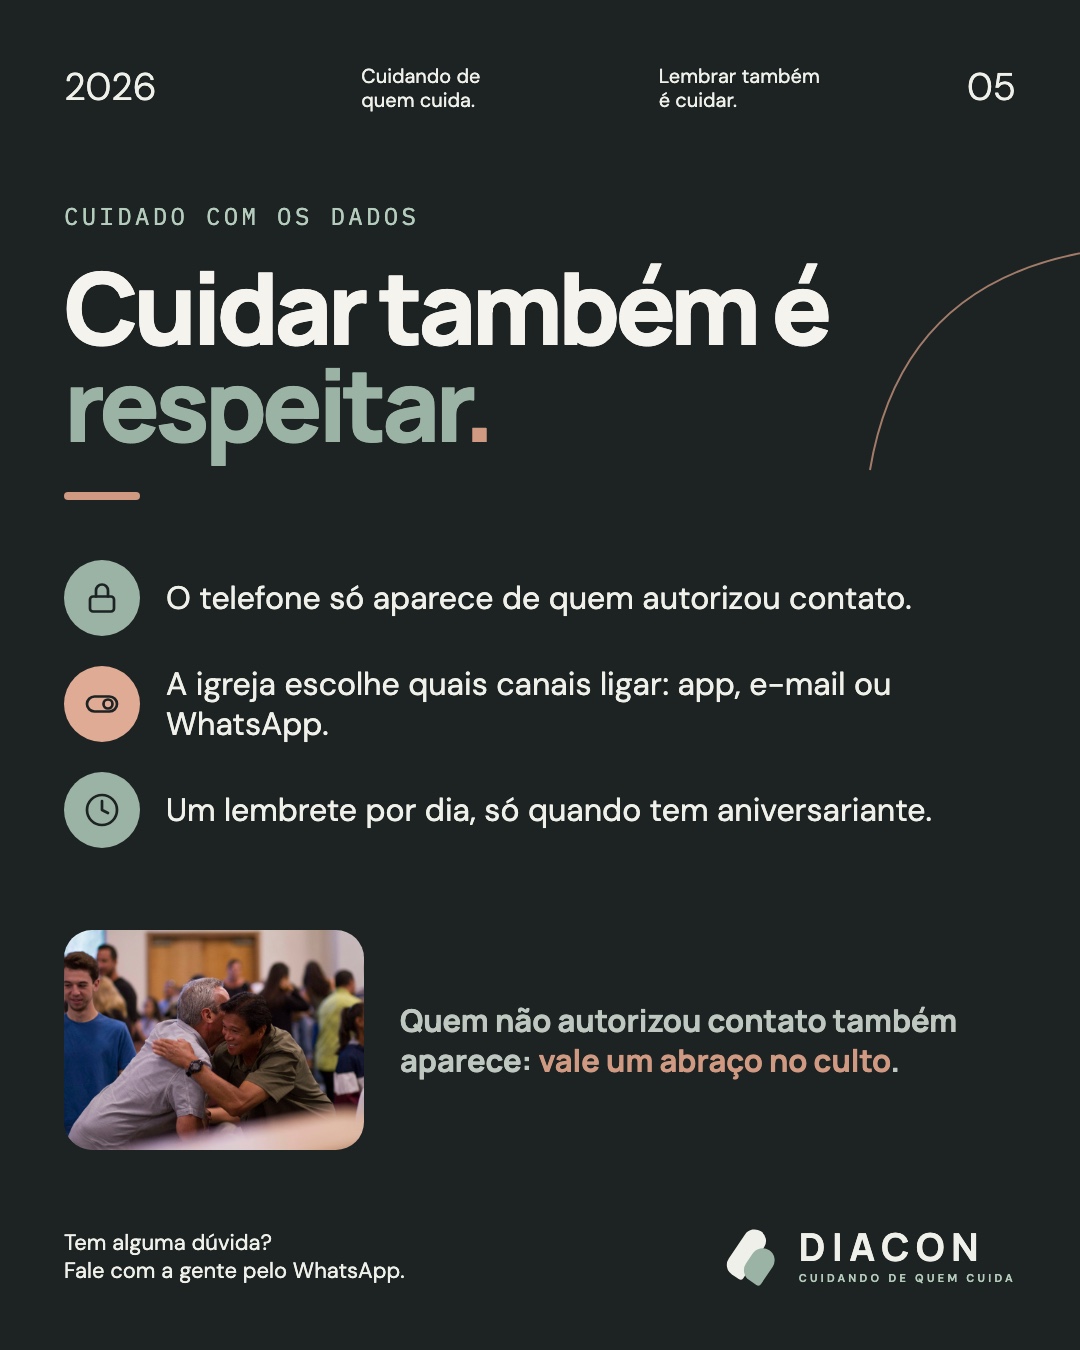 2026
Cuidando de
quem cuida.
Lembrar também
é cuidar.
05
CUIDADO COM OS DADOS
Cuidar também é
respeitar.
O telefone só aparece de quem autorizou contato.
A igreja escolhe quais canais ligar: app, e-mail ou
WhatsApp.
Um lembrete por dia, só quando tem aniversariante.
Quem não autorizou contato também
aparece: vale um abraço no culto.
Tem alguma dúvida?
Fale com a gente pelo WhatsApp.
DIACON
CUIDANDO DE QUEM CUIDA